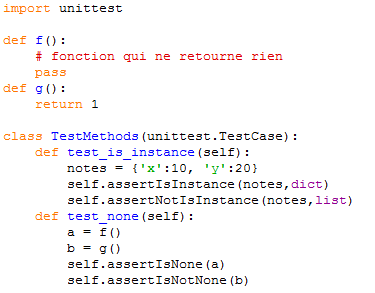 import unittest
def f():
# fonction qui ne retourne rien
pass
def g():
return 1
class TestMethods(unittest.TestCase):
def test_is_instance(self):
notes = {'x':10, 'y':20}
self.assertIsInstance(notes,dict)
self.assertNotIsInstance(notes,list)
def test_none(self):
a = f()
b = g()
self.assertIsNone(a)
self.assertIsNotNone(b)